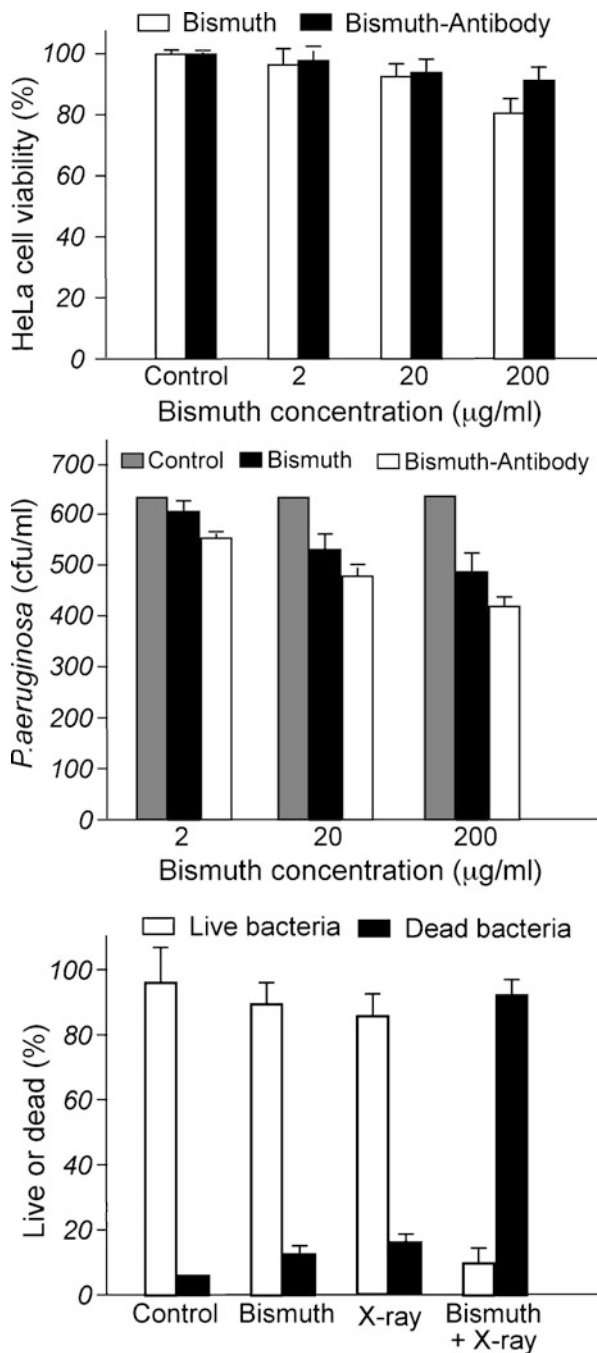 Bismuth Bismuth-Antibody
HeLa cell viability (%)
100
80
60
40
20
0
Control 2 20 200
Bismuth concentration (μg/ml)
Control Bismuth Bismuth-Antibody
P.aeruginosa (cfu/ml)
700
600
500
400
300
200
100
0
2 20 200
Bismuth concentration (μg/ml)
Live bacteria Dead bacteria
Live or dead (%)
100
80
60
40
20
0
Control Bismuth X-ray Bismuth
+ X-ray